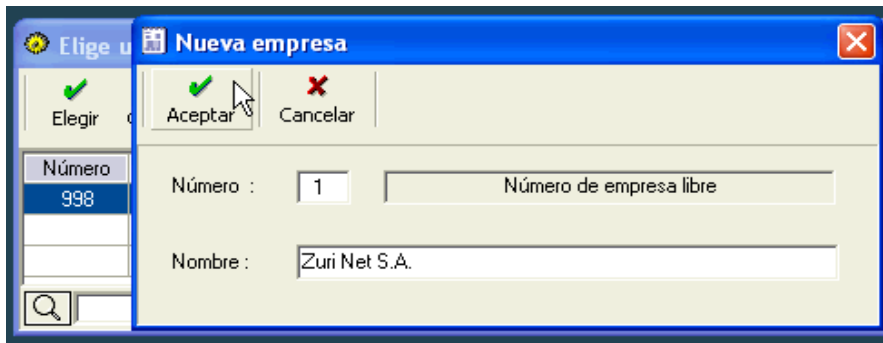 Elige u
Nueva empresa
Elegir
Aceptar
Cancelar
Número
998
Número :
1
Número de empresa libre
Nombre :
Zuri Net S.A.